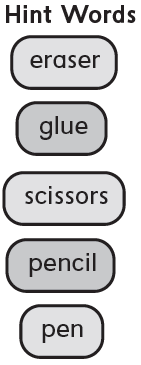 Hint Words
eraser
glue
scissors
pencil
pen